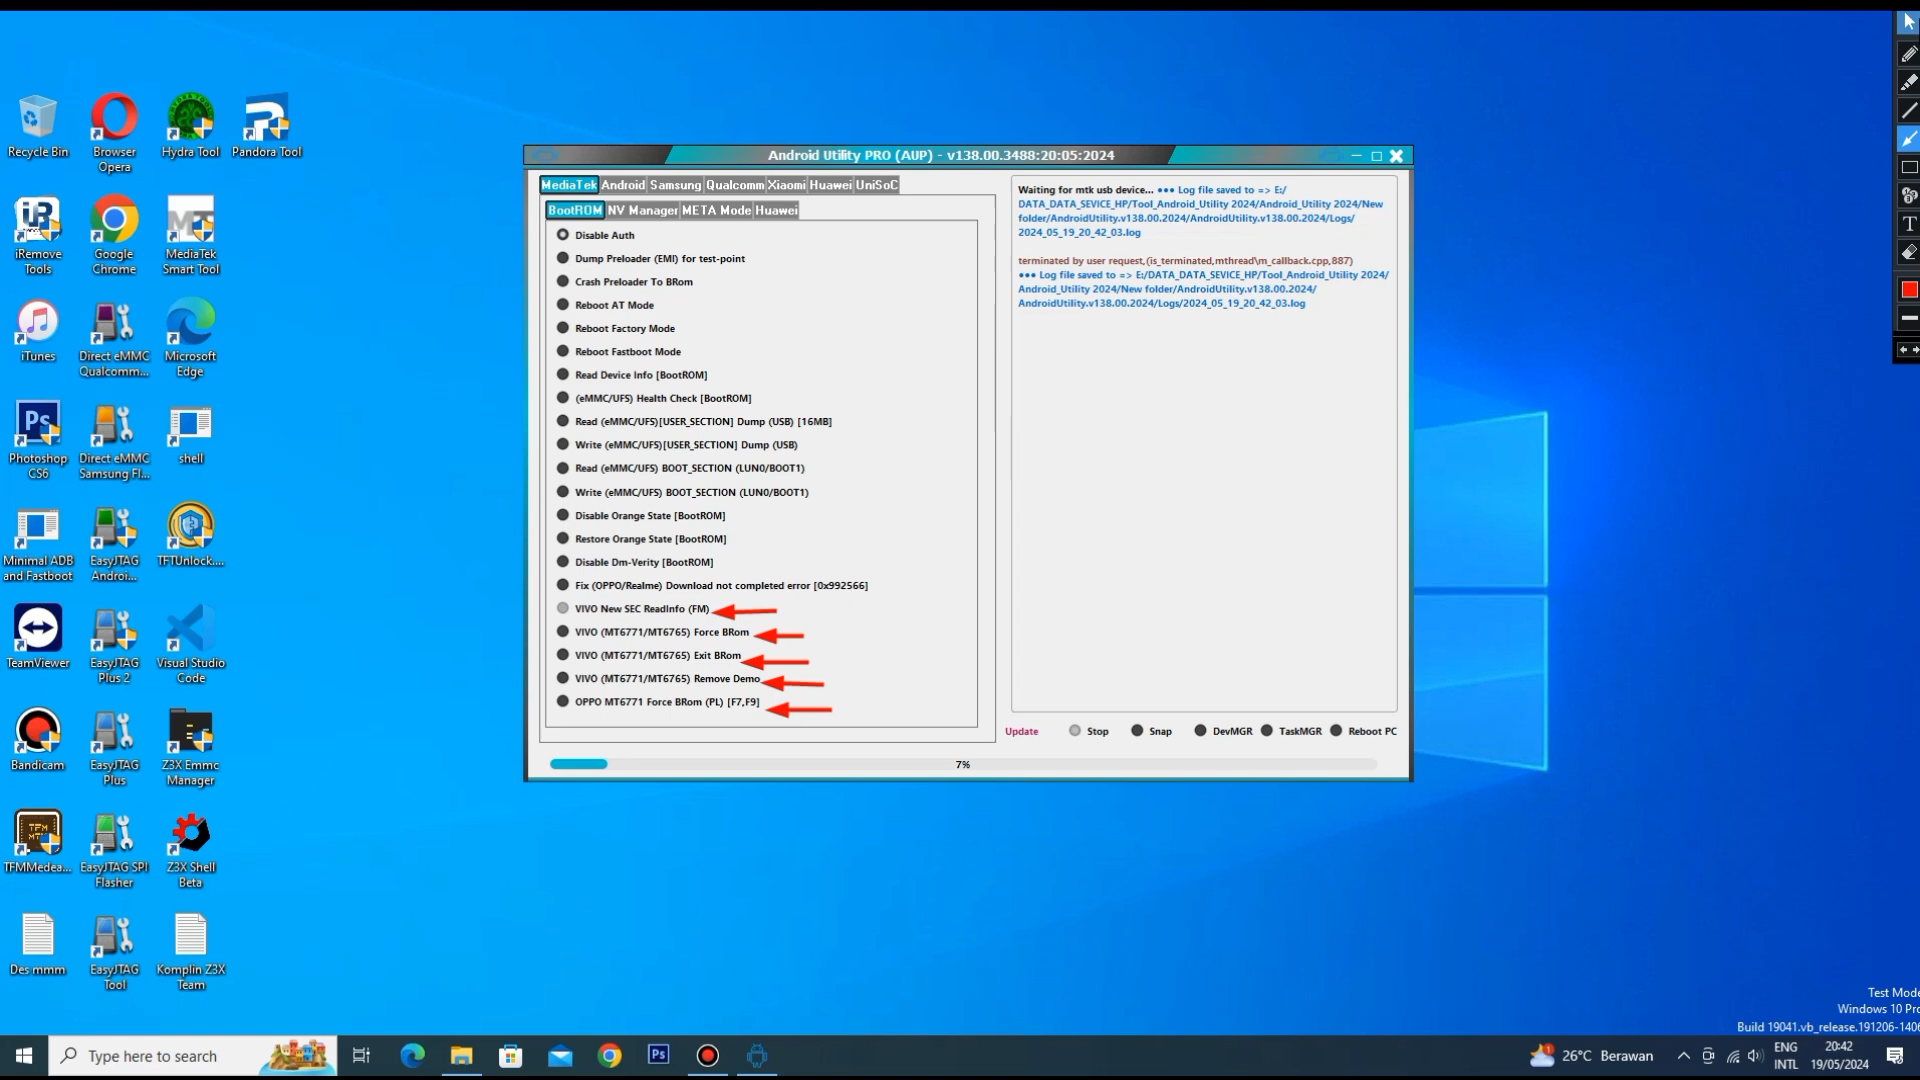 Recycle Bin
Browser
Opera
Hydra Tool
Pandora Tool
iRemove
Tools
Google
Chrome
MediaTek
Smart Tool
iTunes
Direct eMMC
Qualcomm...
Microsoft
Edge
Photoshop
CS6
Direct eMMC
Samsung Fl...
shell
Minimal ADB
and Fastboot
EasyJTAG
Androi...
TFTUnlock....
TeamViewer
EasyJTAG
Plus 2
Visual Studio
Code
Bandicam
EasyJTAG
Plus
Z3X Emmc
Manager
TFMMedea...
EasyJTAG SPI
Flasher
Z3X Shell
Beta
Des mmm
EasyJTAG
Tool
Komplin Z3X
Team
Android Utility PRO (AUP) - v138.00.3488:20:05:2024
MediaTek Android Samsung Qualcomm Xiaomi Huawei UniSoC
BootROM NV Manager META Mode Huawei
Disable Auth
Dump Preloader (EMI) for test-point
Crash Preloader To BRom
Reboot AT Mode
Reboot Factory Mode
Reboot Fastboot Mode
Read Device Info [BootROM]
(eMMC/UFS) Health Check [BootROM]
Read (eMMC/UFS)[USER_SECTION] Dump (USB) [16MB]
Write (eMMC/UFS)[USER_SECTION] Dump (USB)
Read (eMMC/UFS) BOOT_SECTION (LUN0/BOOT1)
Write (eMMC/UFS) BOOT_SECTION (LUN0/BOOT1)
Disable Orange State [BootROM]
Restore Orange State [BootROM]
Disable Dm-Verity [BootROM]
Fix (OPPO/Realme) Download not completed error [0x992566]
VIVO New SEC ReadInfo (FM)
VIVO (MT6771/MT6765) Force BRom
VIVO (MT6771/MT6765) Exit BRom
VIVO (MT6771/MT6765) Remove Demo
OPPO MT6771 Force BRom (PL) [F7,F9]
Waiting for mtk usb device... ••• Log file saved to => E:/
DATA_DATA_SEVICE_HP/Tool_Android_Utility 2024/Android_Utility 2024/New
folder/AndroidUtility.v138.00.2024/AndroidUtility.v138.00.2024/Logs/
2024_05_19_20_42_03.log
terminated by user request,(is_terminated,mthread\m_callback.cpp,887)
••• Log file saved to => E:/DATA_DATA_SEVICE_HP/Tool_Android_Utility 2024/
Android_Utility 2024/New folder/AndroidUtility.v138.00.2024/
AndroidUtility.v138.00.2024/Logs/2024_05_19_20_42_03.log
Update Stop Snap DevMGR TaskMGR Reboot PC
7%
Test Mode
Windows 10 Pro
Build 19041.vb_release.191206-1406
Type here to search
Ps
26°C Berawan
ENG
INTL
20:42
19/05/2024